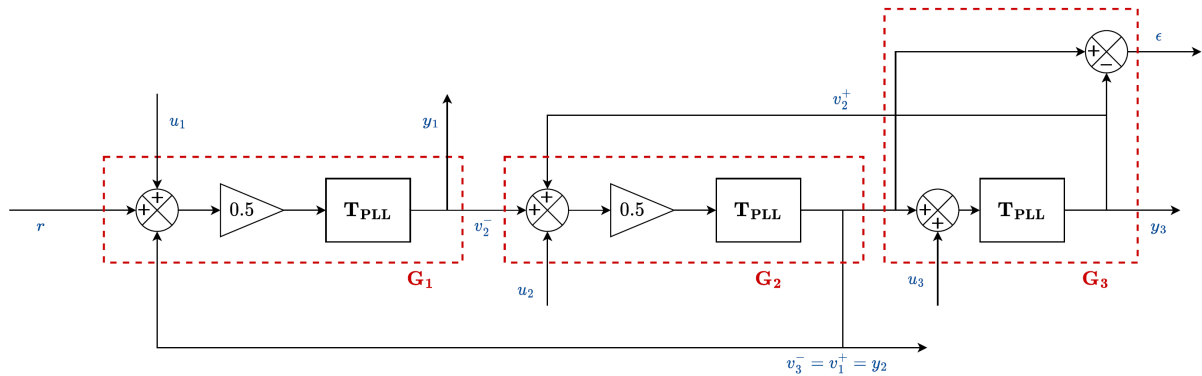 ϵ
+
−
v₂⁺
u₁
y₁
+
+
0.5
T_PLL
r
v₂⁻
+
+
0.5
T_PLL
+
+
T_PLL
y₃
G₁
u₂
G₂
u₃
G₃
v₃⁻ = v₁⁺ = y₂